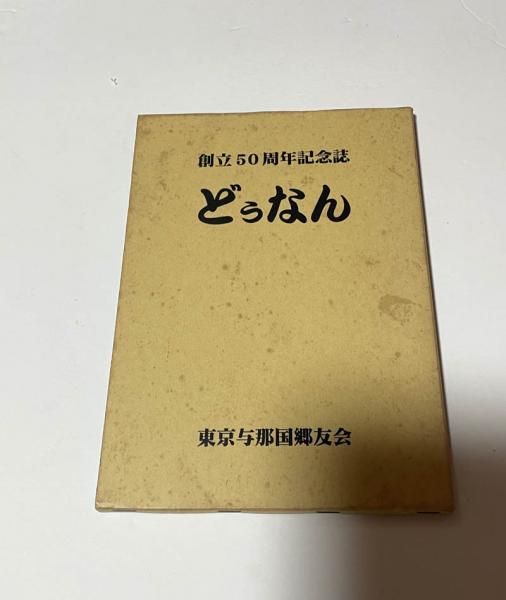 創立50周年記念誌
どぅなん
東京与那国郷友会